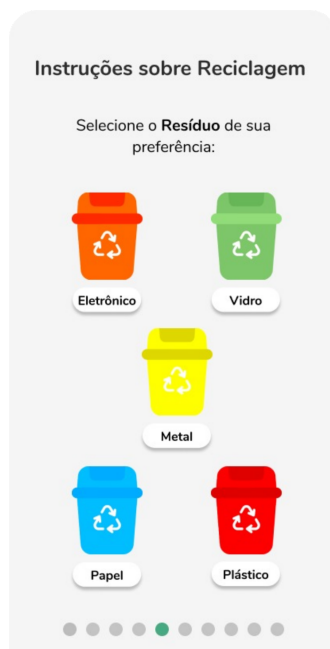 Instruções sobre Reciclagem
Selecione o Resíduo de sua
preferência:
Eletrônico
Vidro
Metal
Papel
Plástico